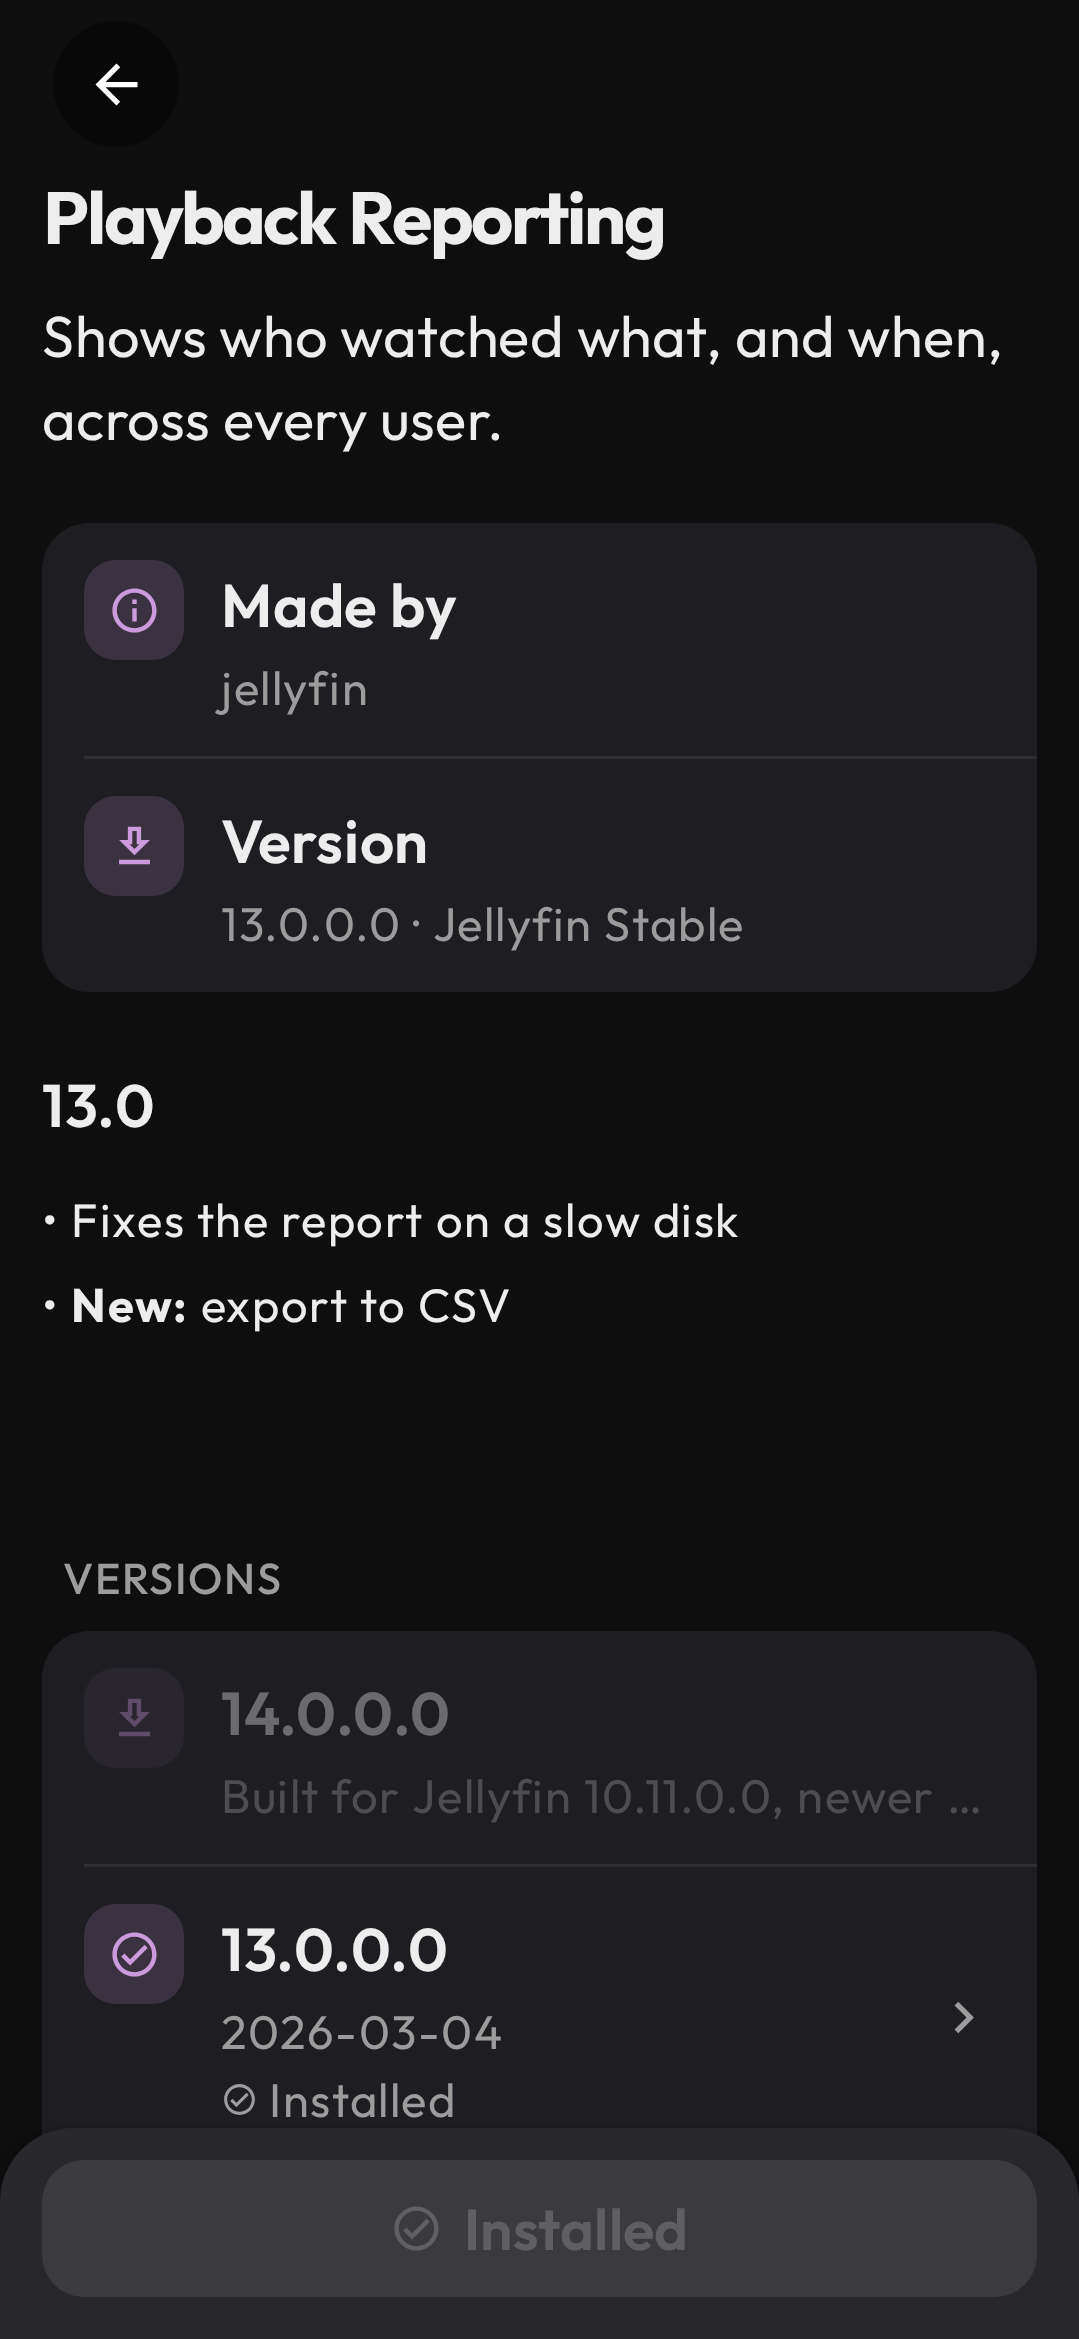 Playback Reporting
Shows who watched what, and when,
across every user.
Made by
jellyfin
Version
13.0.0.0 · Jellyfin Stable
13.0
• Fixes the report on a slow disk
• New: export to CSV
VERSIONS
14.0.0.0
Built for Jellyfin 10.11.0.0, newer ...
13.0.0.0
2026-03-04
Installed
Installed